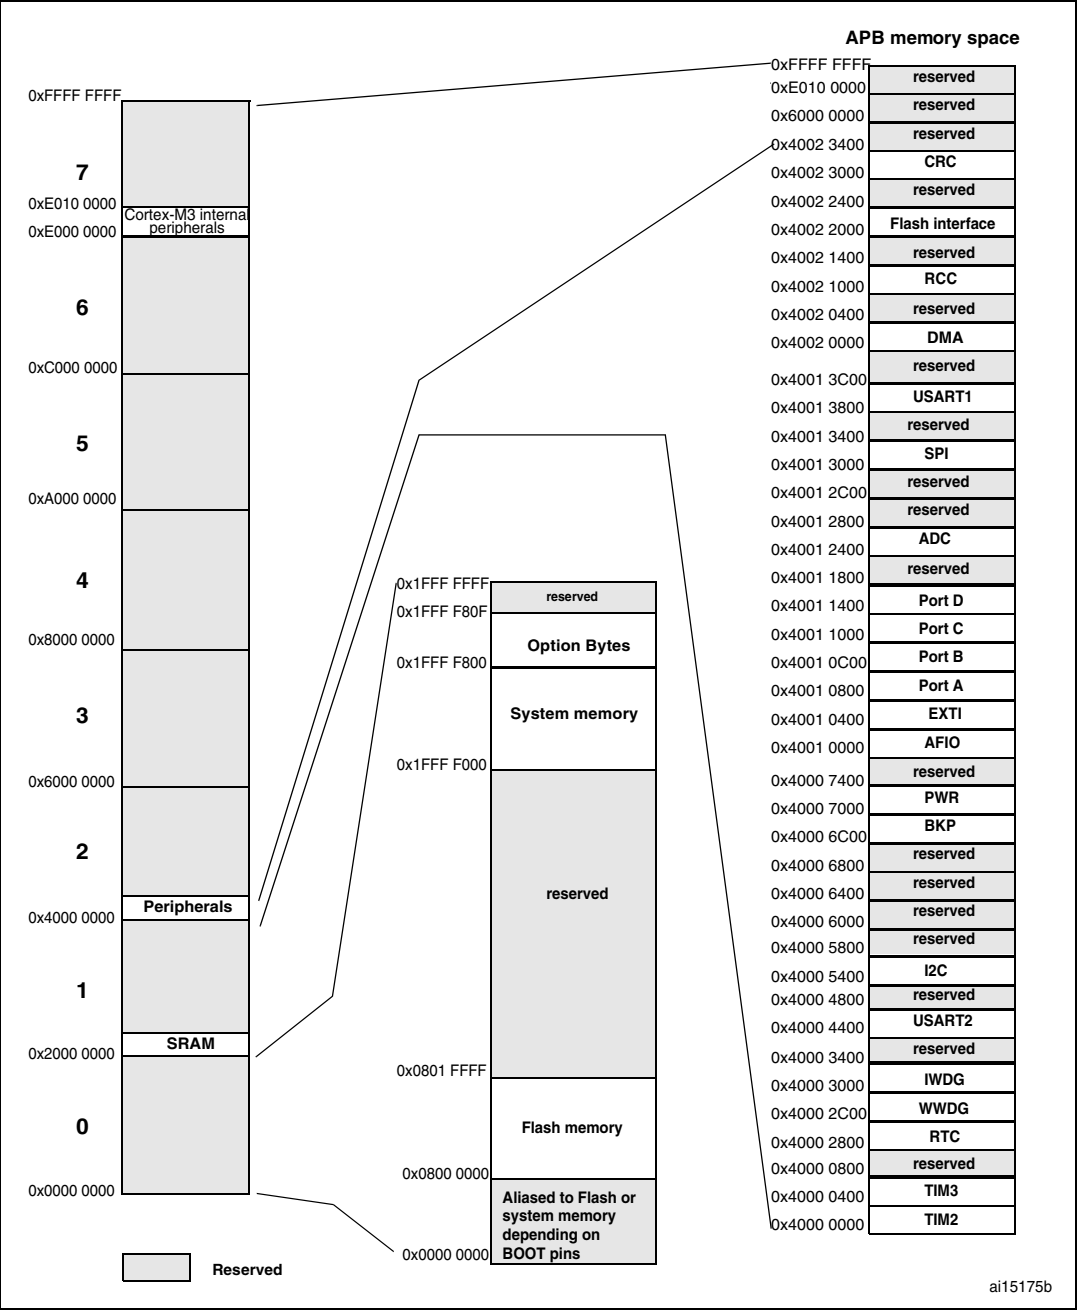 APB memory space
0xFFFF FFFF
7
0xE010 0000
Cortex-M3 internal
peripherals
0xE000 0000
6
0xC000 0000
5
0xA000 0000
4
0x8000 0000
3
0x6000 0000
2
Peripherals
0x4000 0000
1
SRAM
0x2000 0000
0
0x0000 0000
Reserved
0x1FFF FFFF
reserved
0x1FFF F80F
Option Bytes
0x1FFF F800
System memory
0x1FFF F000
reserved
0x0801 FFFF
Flash memory
0x0800 0000
Aliased to Flash or
system memory
depending on
BOOT pins
0x0000 0000
0xFFFF FFFF
reserved
0xE010 0000
reserved
0x6000 0000
reserved
0x4002 3400
CRC
0x4002 3000
reserved
0x4002 2400
Flash interface
0x4002 2000
reserved
0x4002 1400
RCC
0x4002 1000
reserved
0x4002 0400
DMA
0x4002 0000
reserved
0x4001 3C00
USART1
0x4001 3800
reserved
0x4001 3400
SPI
0x4001 3000
reserved
0x4001 2C00
reserved
0x4001 2800
ADC
0x4001 2400
reserved
0x4001 1800
Port D
0x4001 1400
Port C
0x4001 1000
Port B
0x4001 0C00
Port A
0x4001 0800
EXTI
0x4001 0400
AFIO
0x4001 0000
reserved
0x4000 7400
PWR
0x4000 7000
BKP
0x4000 6C00
reserved
0x4000 6800
reserved
0x4000 6400
reserved
0x4000 6000
reserved
0x4000 5800
I2C
0x4000 5400
reserved
0x4000 4800
USART2
0x4000 4400
reserved
0x4000 3400
IWDG
0x4000 3000
WWDG
0x4000 2C00
RTC
0x4000 2800
reserved
0x4000 0800
TIM3
0x4000 0400
TIM2
0x4000 0000
ai15175b